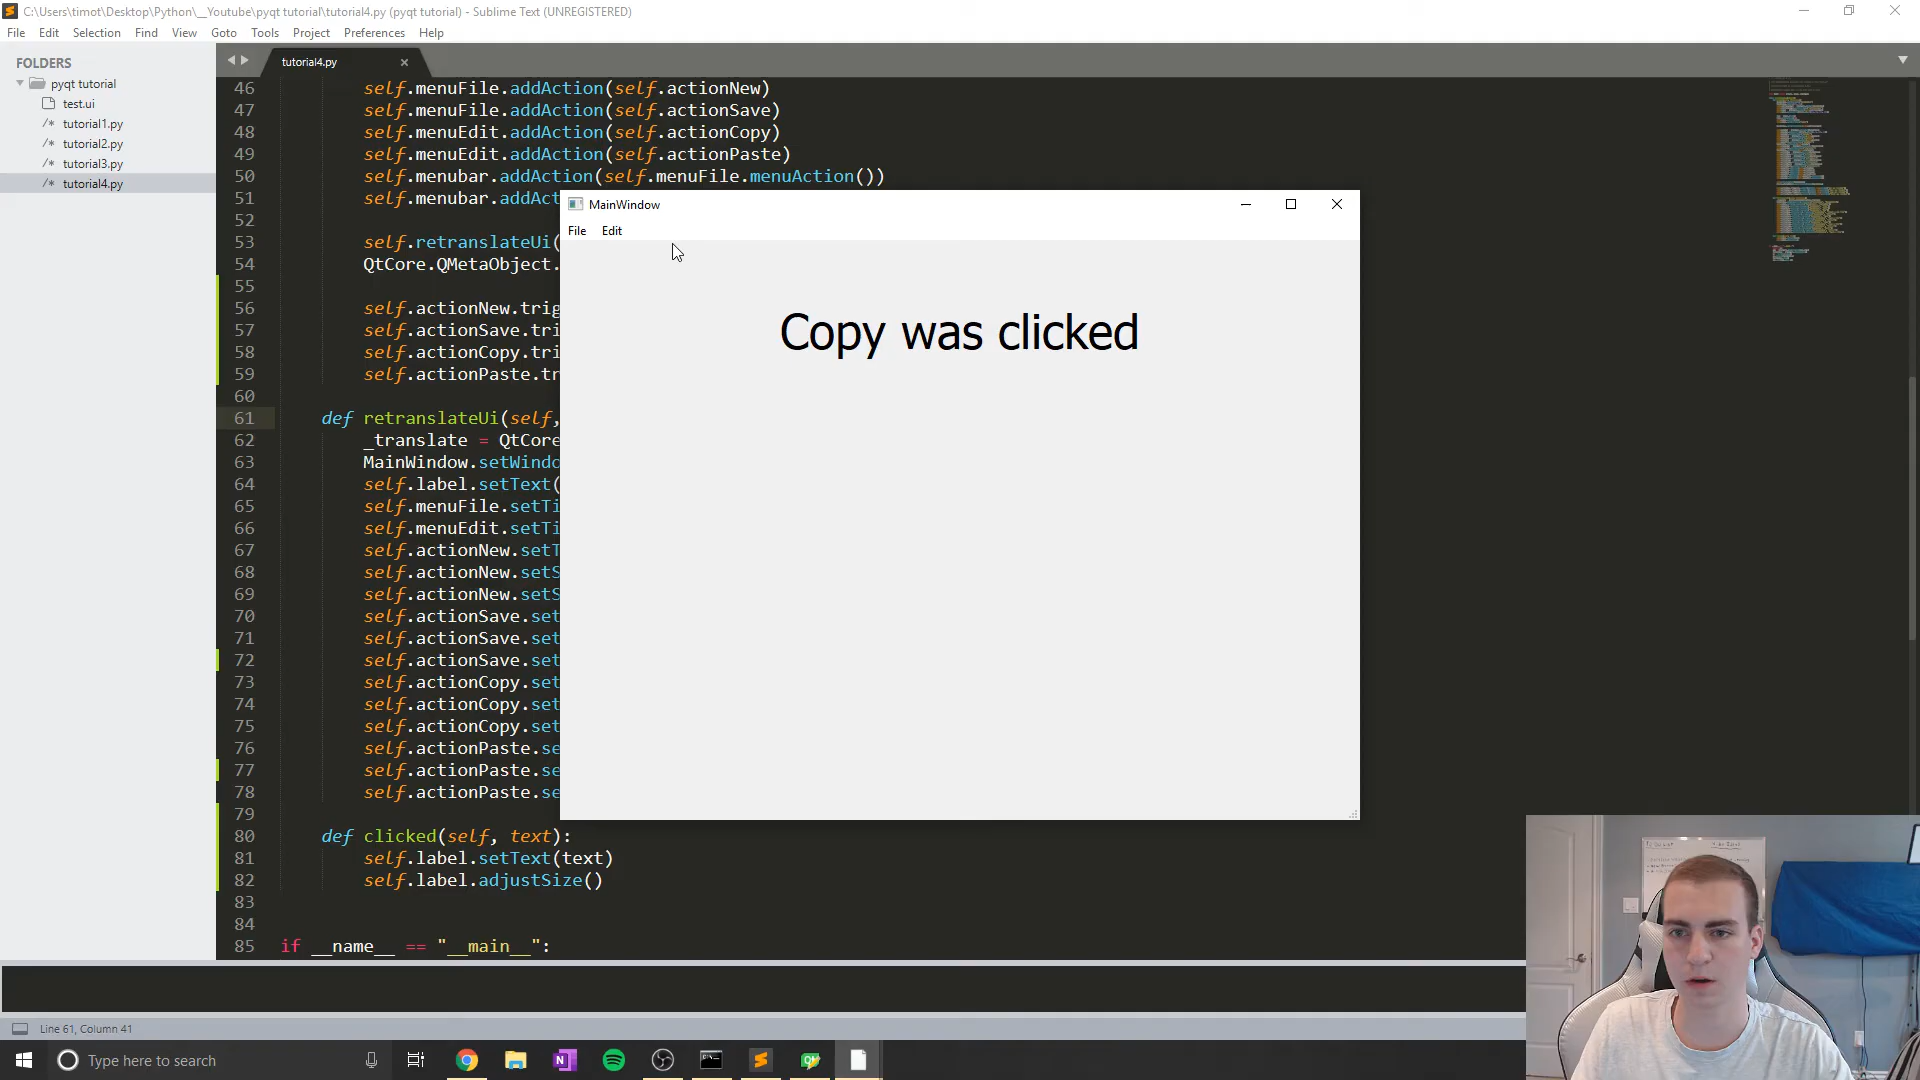 C:\Users\timot\Desktop\Python\__Youtube\pyqt tutorial\tutorial4.py (pyqt tutorial) - Sublime Text (UNREGISTERED)
File Edit Selection Find View Goto Tools Project Preferences Help
FOLDERS
pyqt tutorial
test.ui
/* tutorial1.py
/* tutorial2.py
/* tutorial3.py
/* tutorial4.py
tutorial4.py
46 self.menuFile.addAction(self.actionNew)
47 self.menuFile.addAction(self.actionSave)
48 self.menuEdit.addAction(self.actionCopy)
49 self.menuEdit.addAction(self.actionPaste)
50 self.menubar.addAction(self.menuFile.menuAction())
51 self.menubar.addAct
52
53 self.retranslateUi(
54 QtCore.QMetaObject.
55
56 self.actionNew.trig
57 self.actionSave.tri
58 self.actionCopy.tri
59 self.actionPaste.tr
60
61 def retranslateUi(self,
62 _translate = QtCore
63 MainWindow.setWindo
64 self.label.setText(
65 self.menuFile.setTi
66 self.menuEdit.setTi
67 self.actionNew.setT
68 self.actionNew.setS
69 self.actionNew.setS
70 self.actionSave.set
71 self.actionSave.set
72 self.actionSave.set
73 self.actionCopy.set
74 self.actionCopy.set
75 self.actionCopy.set
76 self.actionPaste.se
77 self.actionPaste.se
78 self.actionPaste.se
79
80 def clicked(self, text):
81 self.label.setText(text)
82 self.label.adjustSize()
83
84
85 if __name__ == "__main__":
MainWindow
File Edit
Copy was clicked
Line 61, Column 41
Type here to search